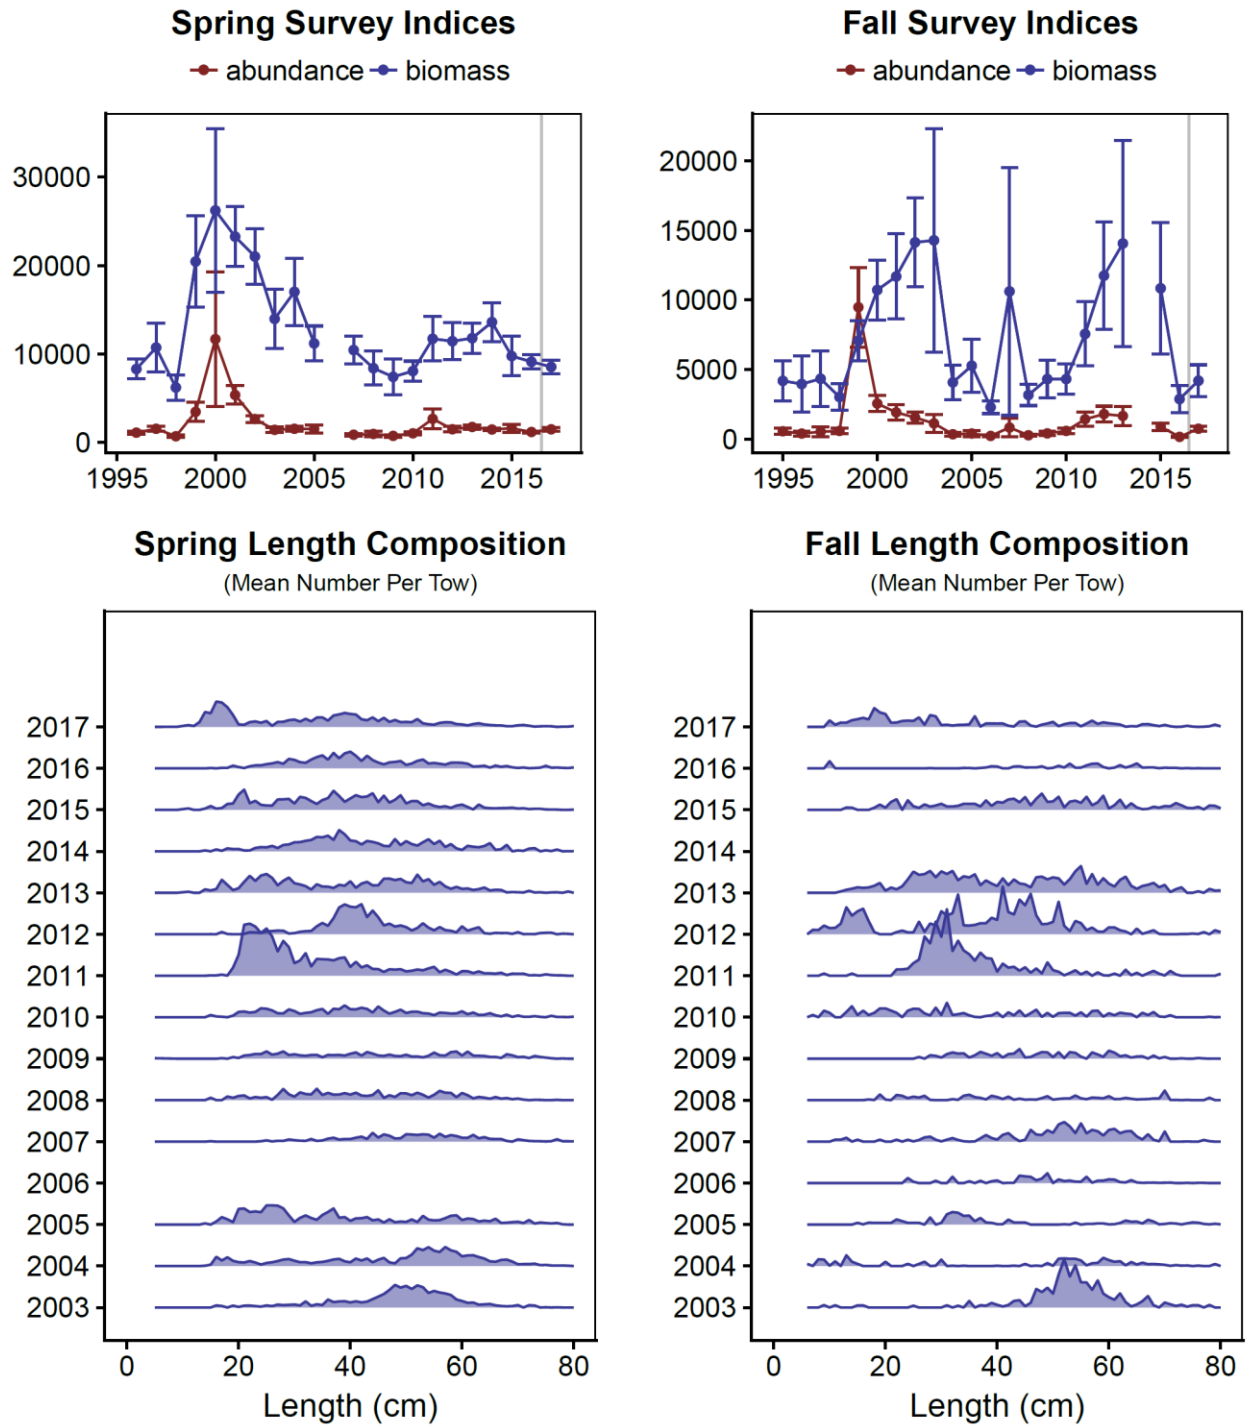 Spring Survey Indices
abundance biomass
30000
20000
10000
0
1995 2000 2005 2010 2015
Fall Survey Indices
abundance biomass
20000
15000
10000
5000
0
1995 2000 2005 2010 2015
Spring Length Composition
(Mean Number Per Tow)
2017
2016
2015
2014
2013
2012
2011
2010
2009
2008
2007
2006
2005
2004
2003
0 20 40 60 80
Length (cm)
Fall Length Composition
(Mean Number Per Tow)
2017
2016
2015
2014
2013
2012
2011
2010
2009
2008
2007
2006
2005
2004
2003
0 20 40 60 80
Length (cm)